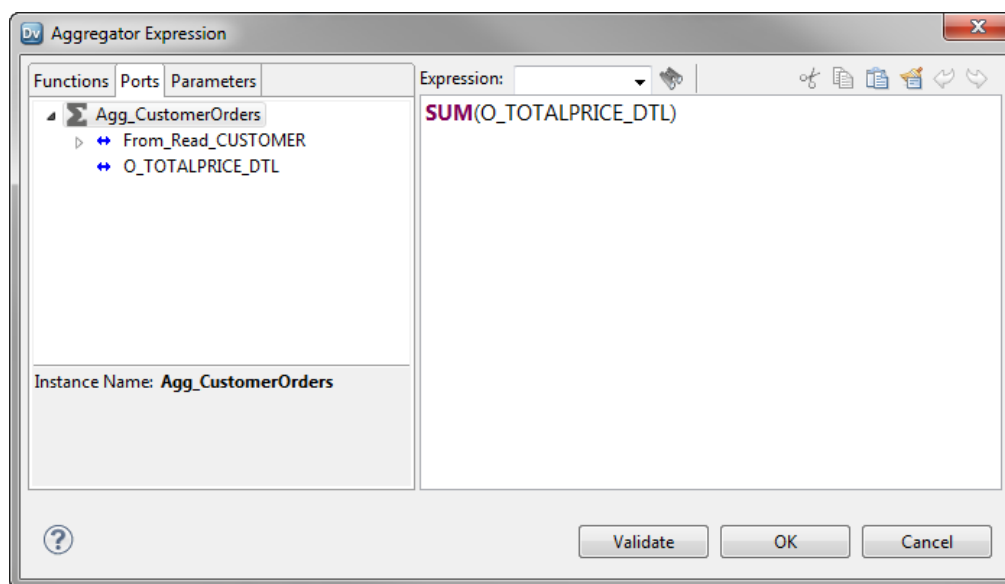 Dv Aggregator Expression
Functions Ports Parameters
Agg_CustomerOrders
From_Read_CUSTOMER
O_TOTALPRICE_DTL
Instance Name: Agg_CustomerOrders
Expression:
SUM(O_TOTALPRICE_DTL)
?
Validate OK Cancel